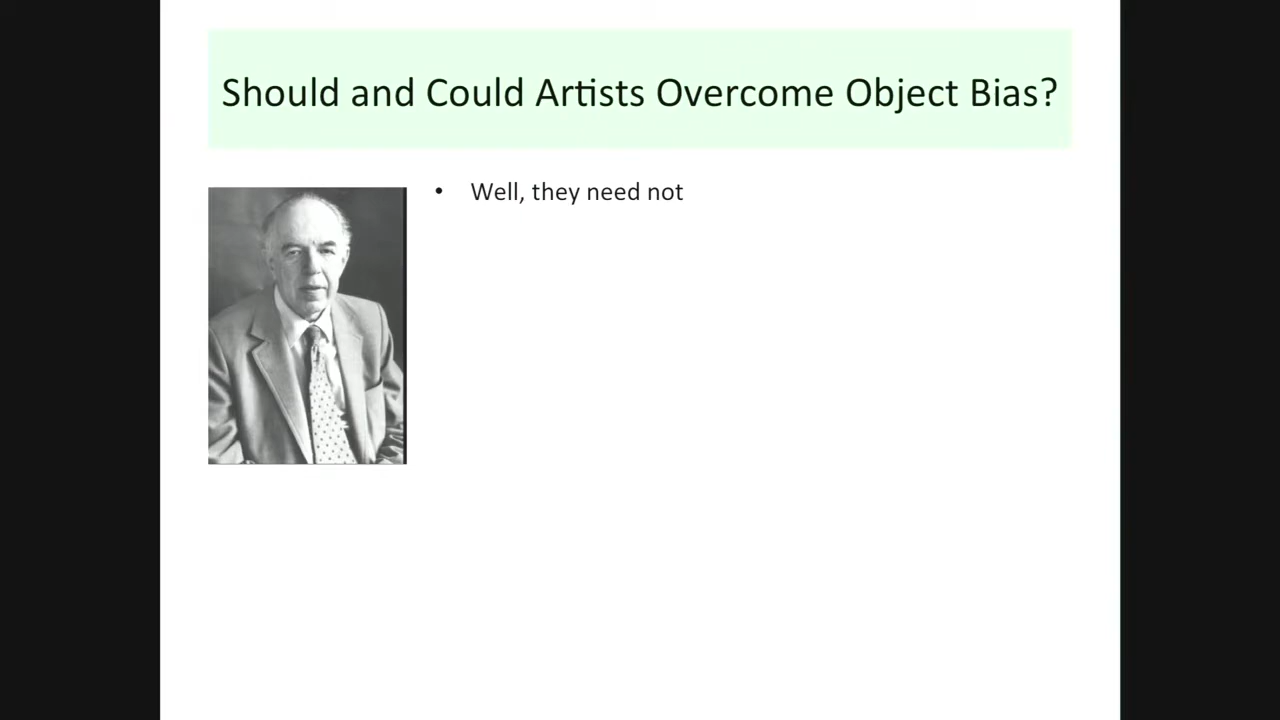 Should and Could Artists Overcome Object Bias?
• Well, they need not